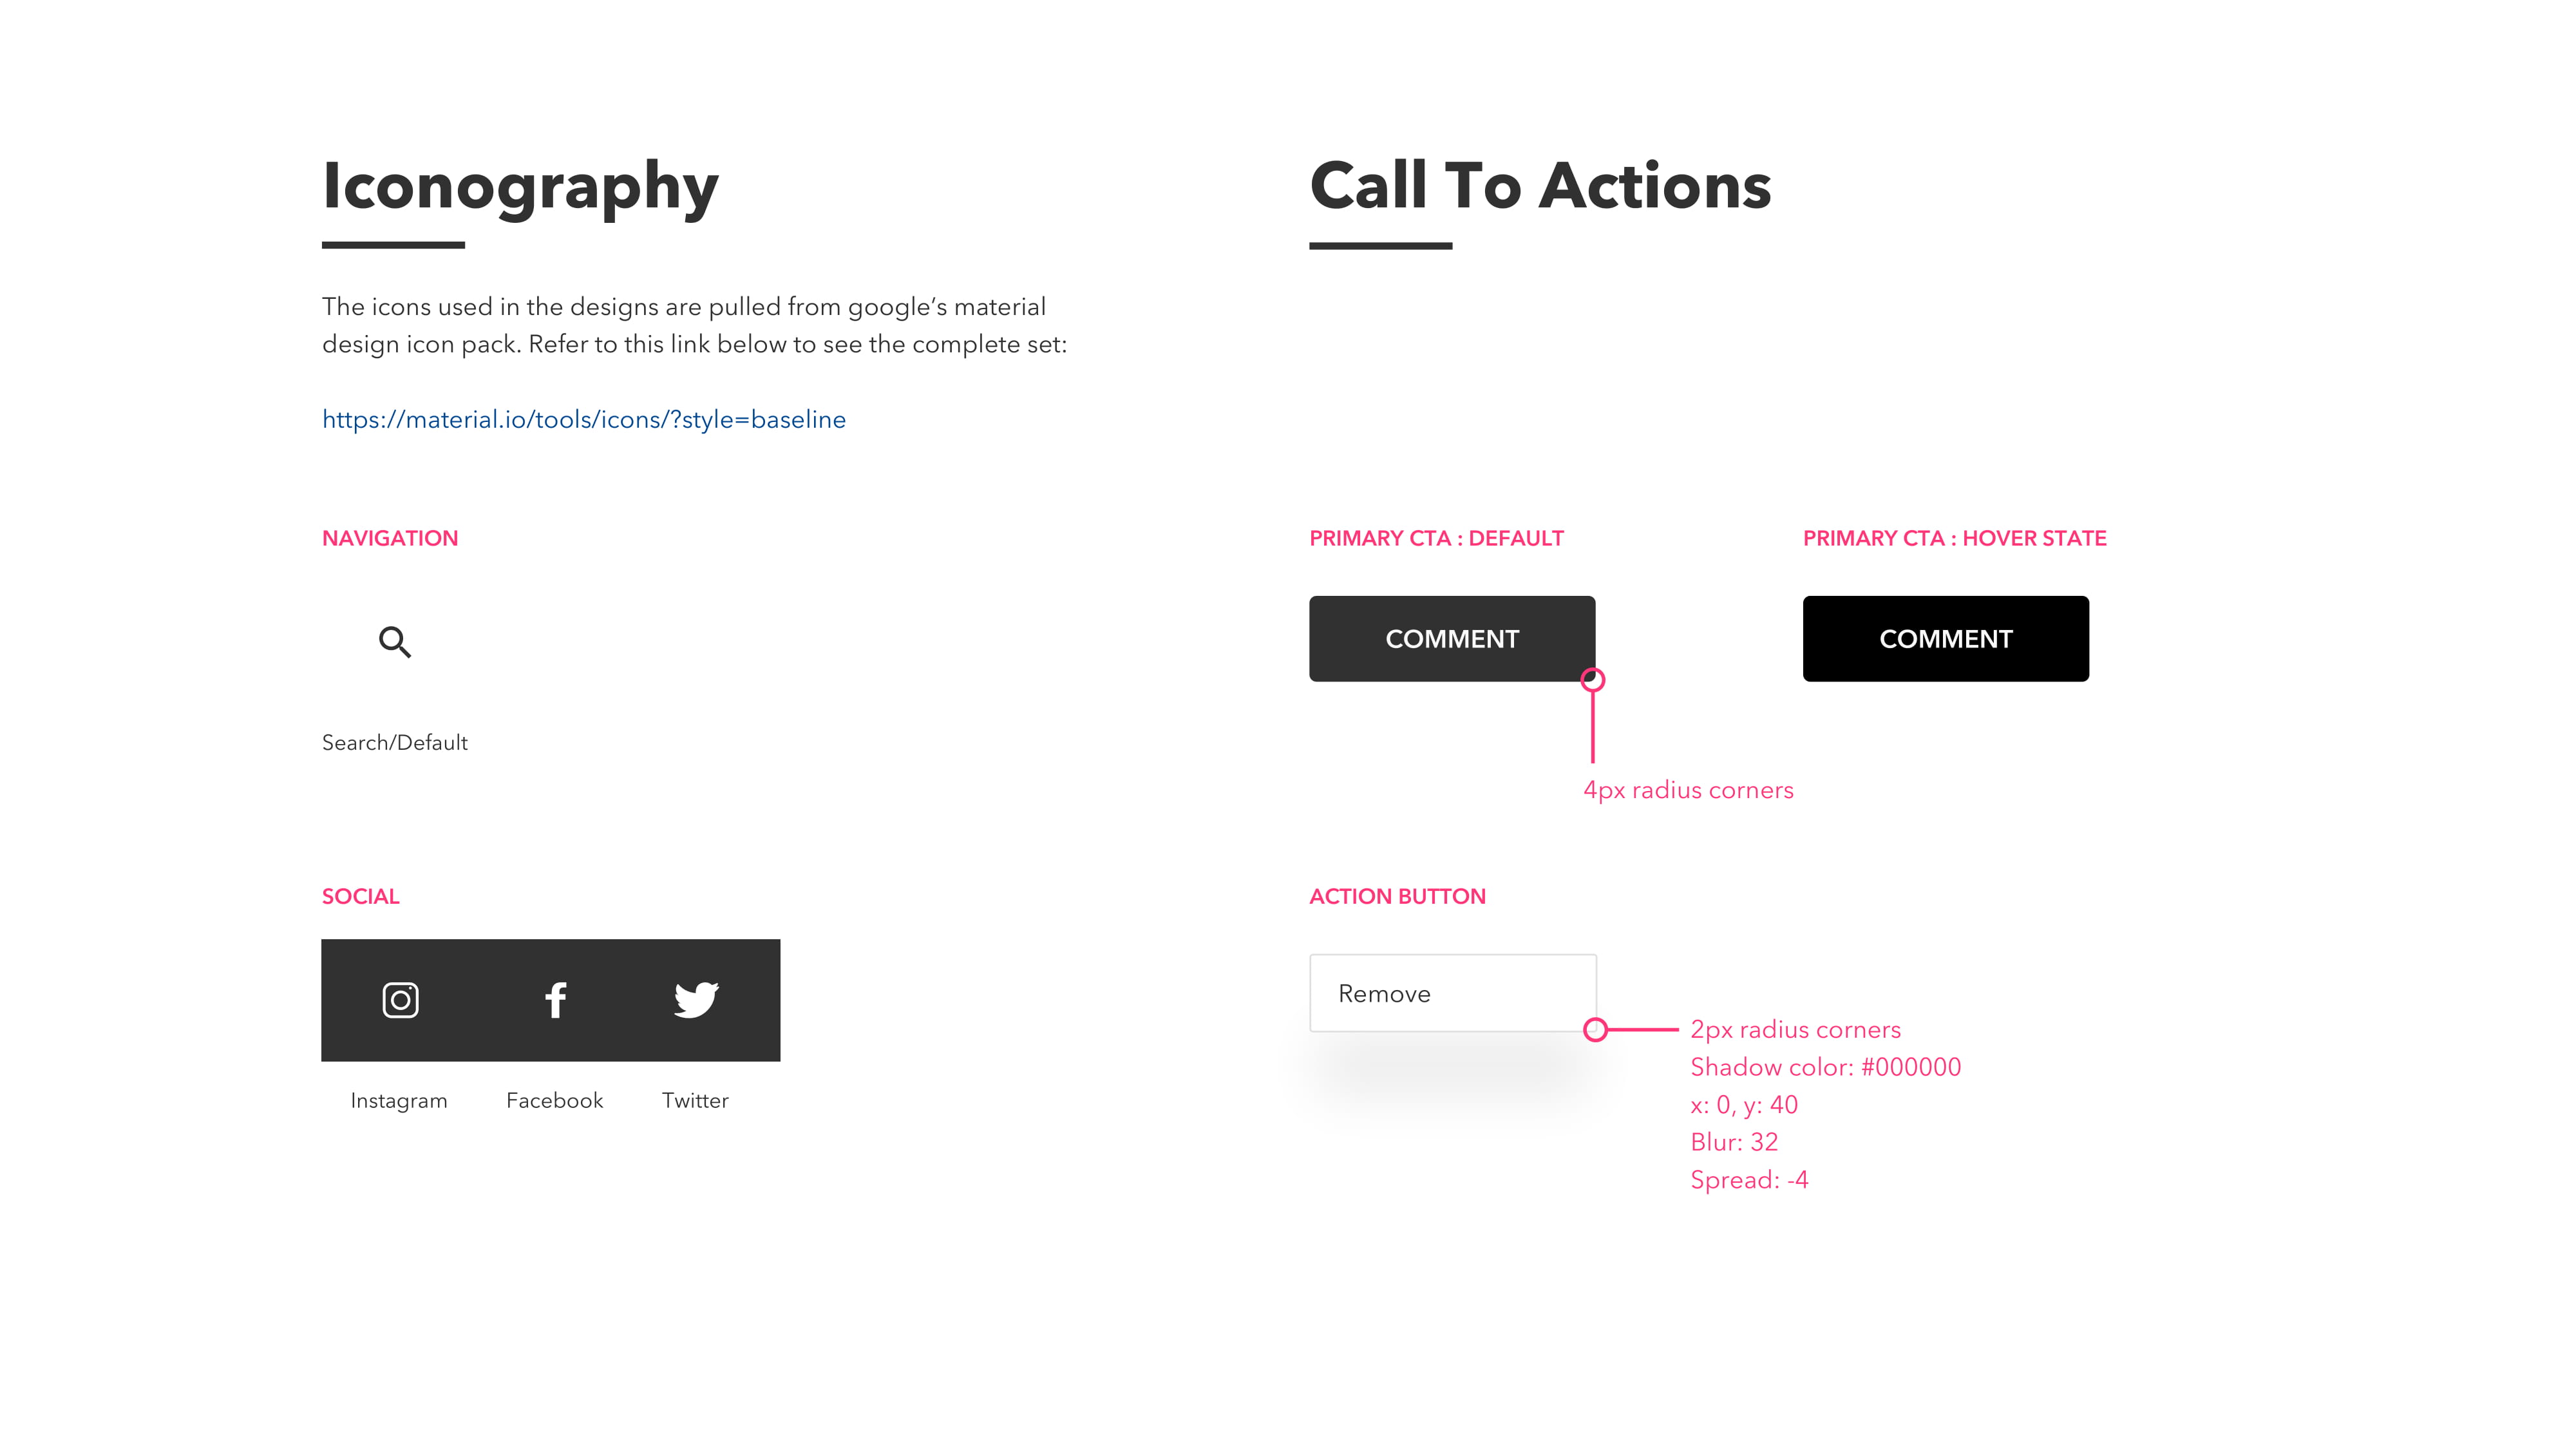 Iconography
The icons used in the designs are pulled from google’s material
design icon pack. Refer to this link below to see the complete set:
https://material.io/tools/icons/?style=baseline
NAVIGATION
Search/Default
SOCIAL
Instagram
Facebook
Twitter
Call To Actions
PRIMARY CTA : DEFAULT
COMMENT
4px radius corners
PRIMARY CTA : HOVER STATE
COMMENT
ACTION BUTTON
Remove
2px radius corners
Shadow color: #000000
x: 0, y: 40
Blur: 32
Spread: -4